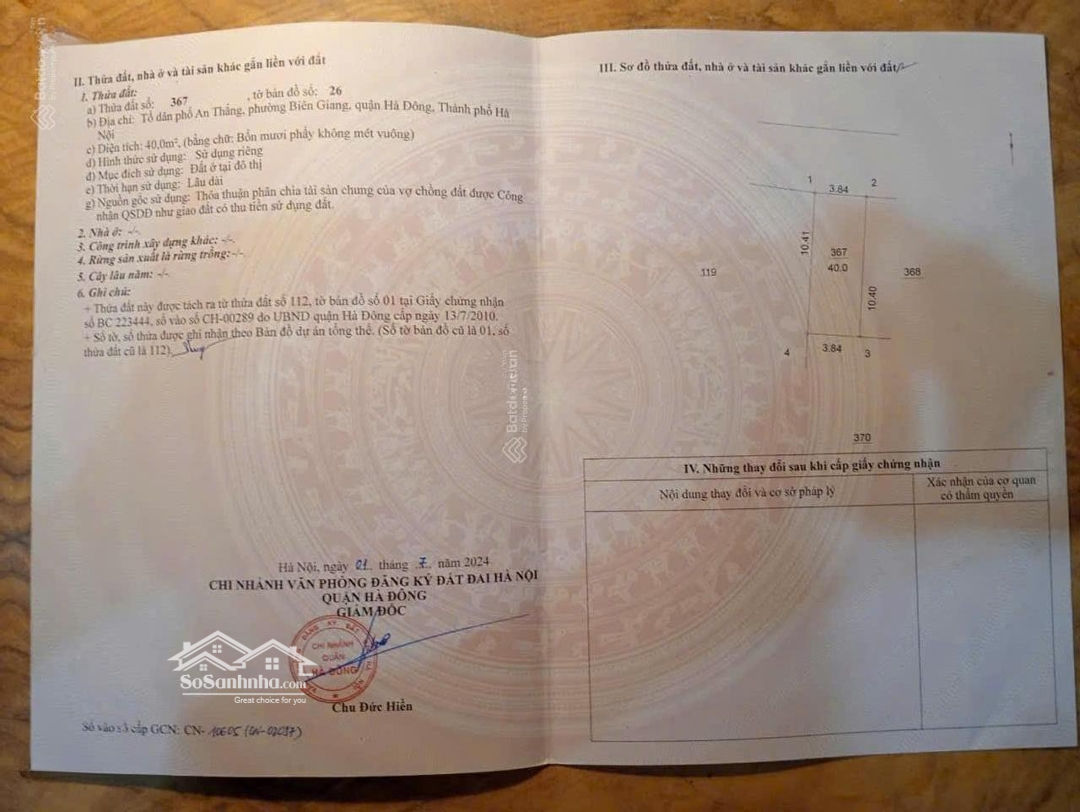 II. Thửa đất, nhà ở và tài sản khác gắn liền với đất
1. Thửa đất:
a) Thửa đất số: 367 , tờ bản đồ số: 26
b) Địa chỉ: Tổ dân phố An Thắng, phường Biên Giang, quận Hà Đông, Thành phố Hà
Nội
c) Diện tích: 40,0m², (bằng chữ: Bốn mươi phẩy không mét vuông)
d) Hình thức sử dụng: Sử dụng riêng
đ) Mục đích sử dụng: Đất ở tại đô thị
e) Thời hạn sử dụng: Lâu dài
g) Nguồn gốc sử dụng: Thỏa thuận phân chia tài sản chung của vợ chồng đất được Công
nhận QSDĐ như giao đất có thu tiền sử dụng đất.
2. Nhà ở: -/-.
3. Công trình xây dựng khác: -/-.
4. Rừng sản xuất là rừng trồng: -/-.
5. Cây lâu năm: -/-.
6. Ghi chú:
+ Thửa đất này được tách ra từ thửa đất số 112, tờ bản đồ số 01 tại Giấy chứng nhận
số BC 223444, số vào sổ CH-00289 do UBND quận Hà Đông cấp ngày 13/7/2010.
+ Số tờ, số thửa được ghi nhận theo Bản đồ dự án tổng thể. (Số tờ bản đồ cũ là 01, số
thửa đất cũ là 112).
Hà Nội, ngày 01 tháng 7 năm 2024
CHI NHÁNH VĂN PHÒNG ĐĂNG KÝ ĐẤT ĐAI HÀ NỘI
QUẬN HÀ ĐÔNG
GIÁM ĐỐC
CHI NHÁNH
QUẬN
HÀ ĐÔNG
Chu Đức Hiền
Số vào sổ cấp GCN: CN-
SoSanhnha.com
Great choice for you
III. Sơ đồ thửa đất, nhà ở và tài sản khác gắn liền với đất
1
3.84
2
10.41
367
40.0
10.40
119
368
4
3.84
3
370
IV. Những thay đổi sau khi cấp giấy chứng nhận
Nội dung thay đổi và cơ sở pháp lý
Xác nhận của cơ quan
có thẩm quyền
Batdongsan.com.vn
by PropertyGuru